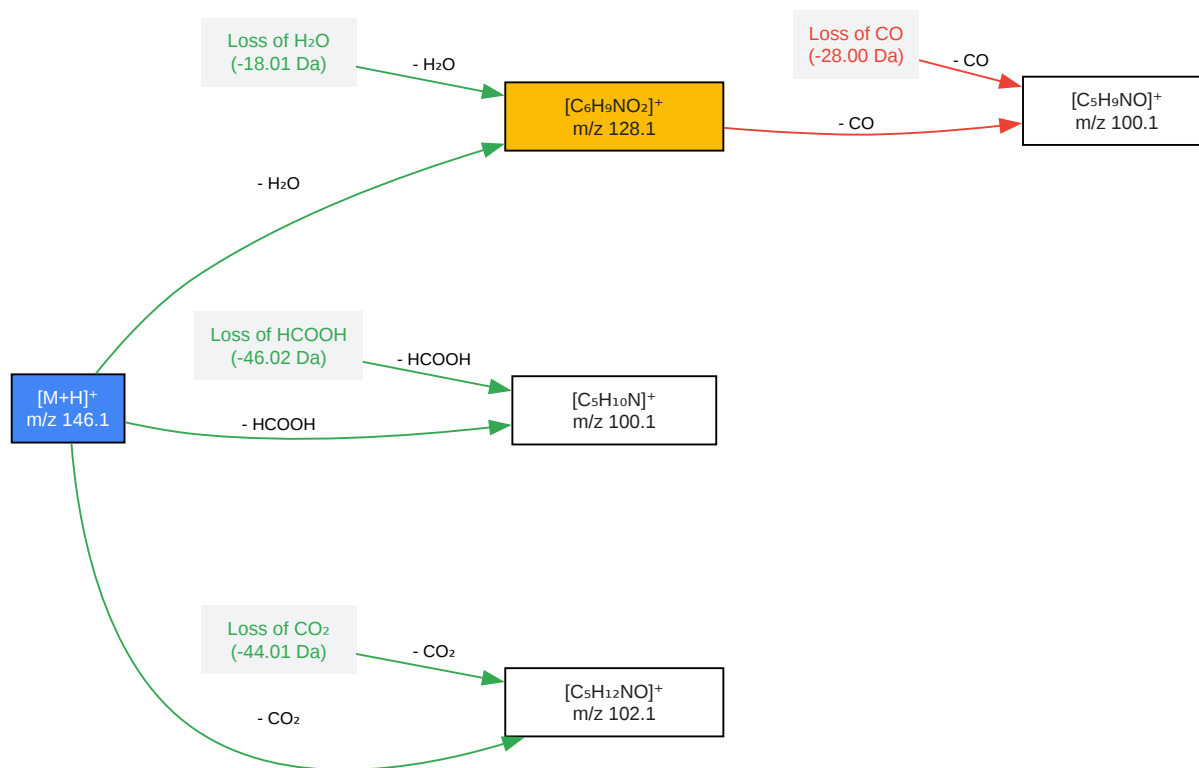 Loss of H₂O
(-18.01 Da)
- H₂O
Loss of CO
(-28.00 Da)
- CO
[C₆H₉NO₂]⁺
m/z 128.1
- CO
[C₅H₉NO]⁺
m/z 100.1
- H₂O
Loss of HCOOH
(-46.02 Da)
- HCOOH
[M+H]⁺
m/z 146.1
- HCOOH
[C₅H₁₀N]⁺
m/z 100.1
Loss of CO₂
(-44.01 Da)
- CO₂
[C₅H₁₂NO]⁺
m/z 102.1
- CO₂